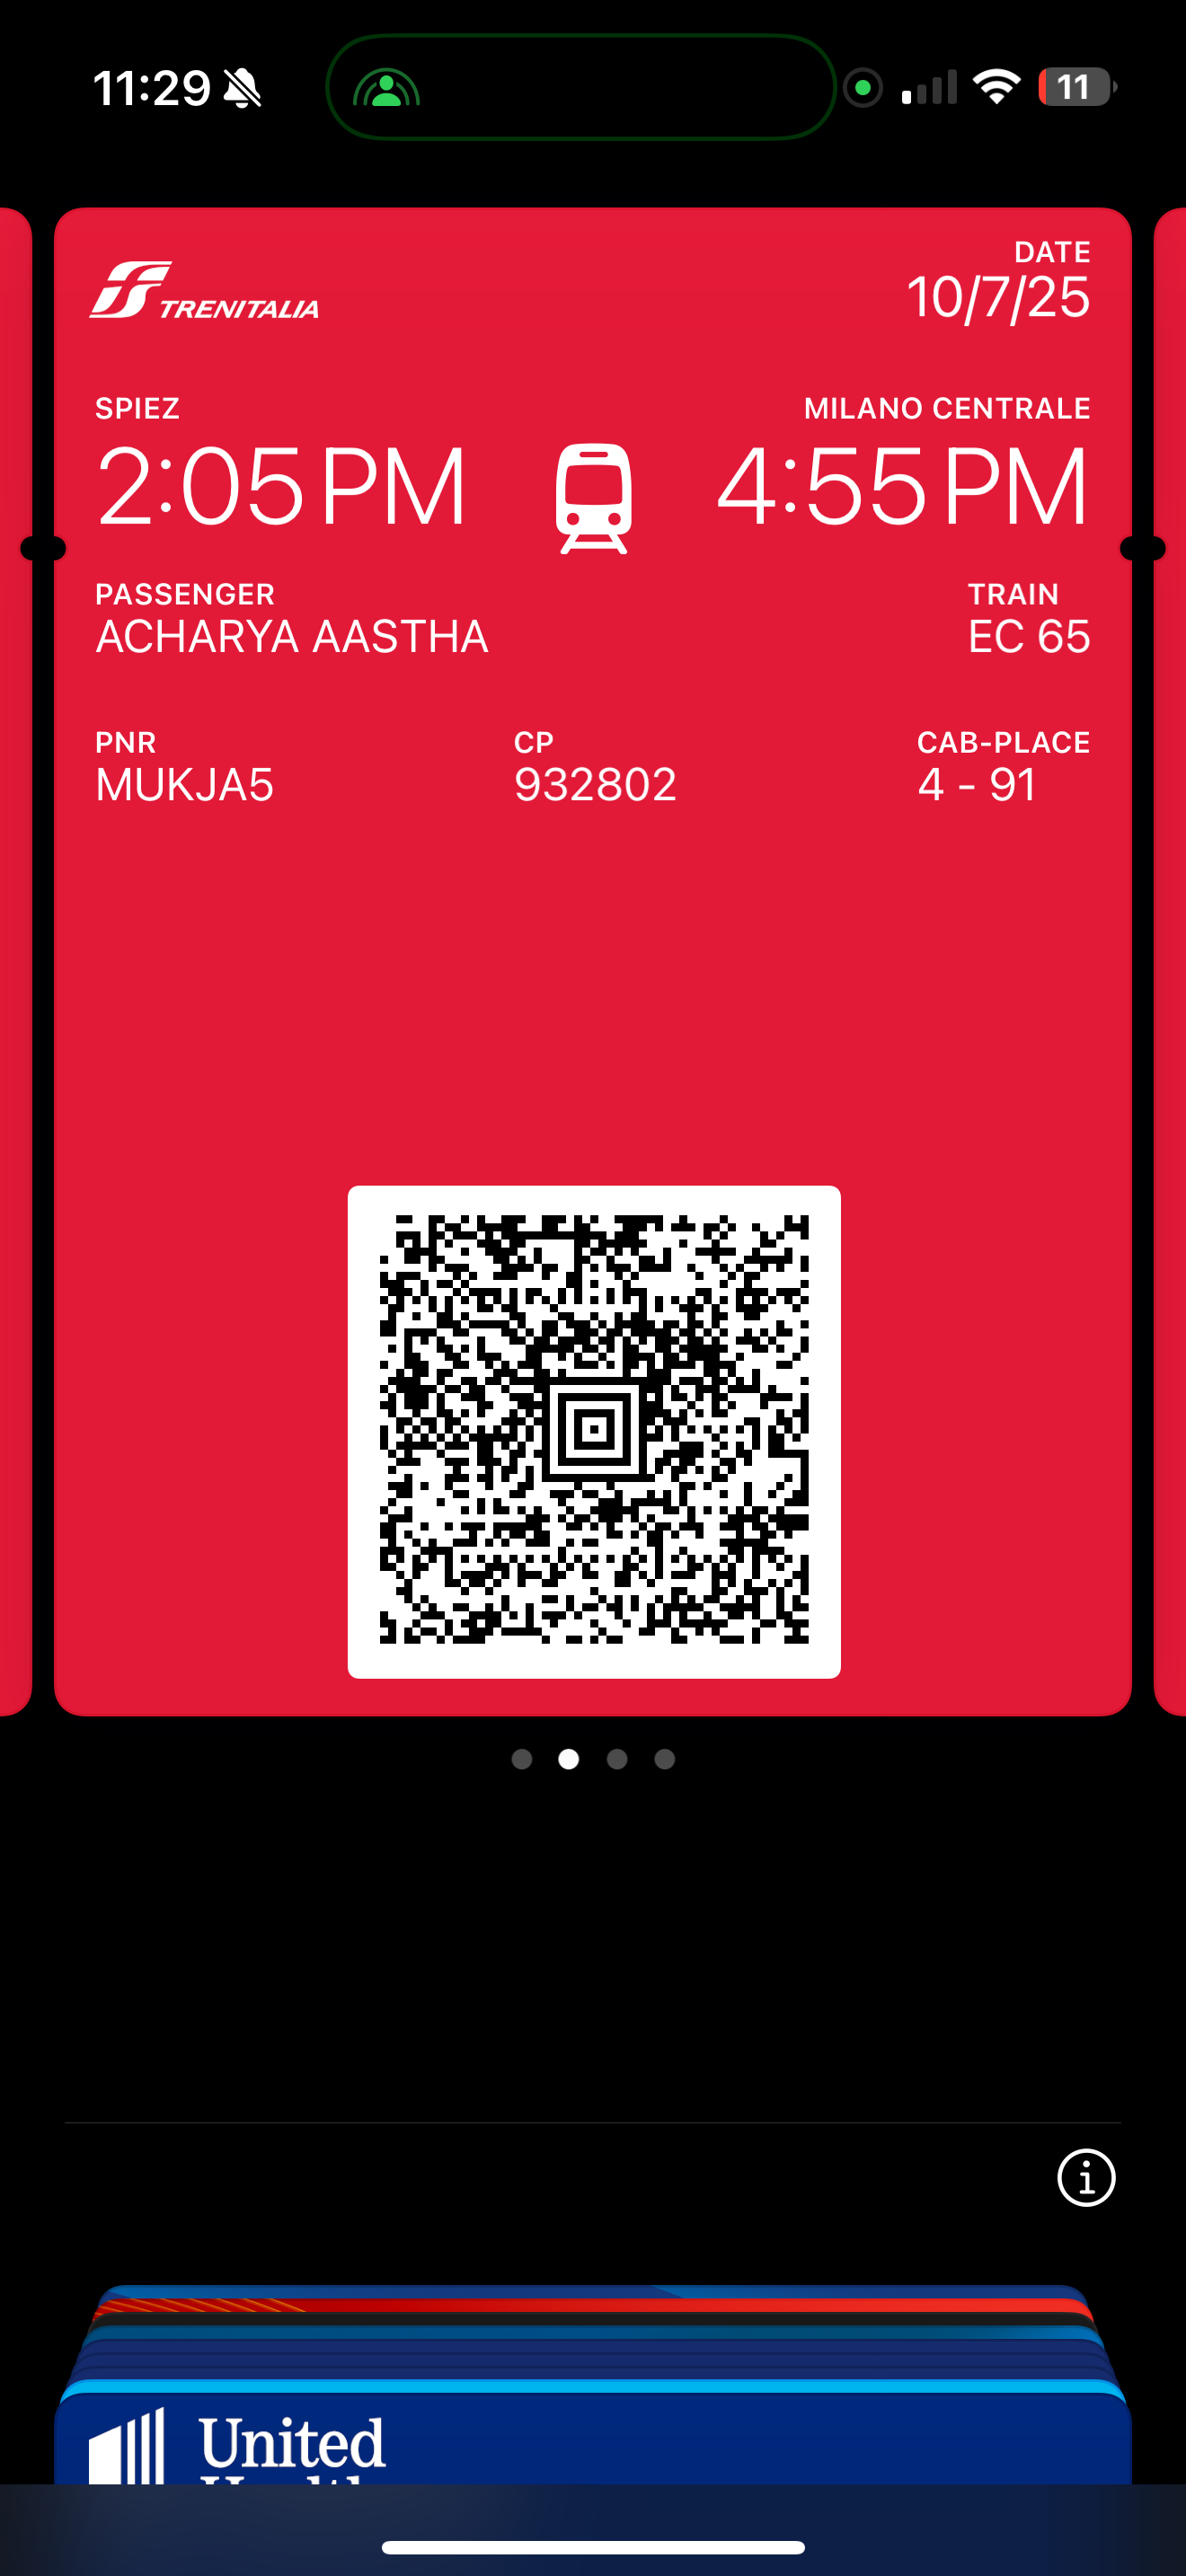 11:29
11
TRENITALIA
DATE
10/7/25
SPIEZ
MILANO CENTRALE
2:05 PM
4:55 PM
PASSENGER
TRAIN
ACHARYA AASTHA
EC 65
PNR
CP
CAB-PLACE
MUKJA5
932802
4 - 91
United